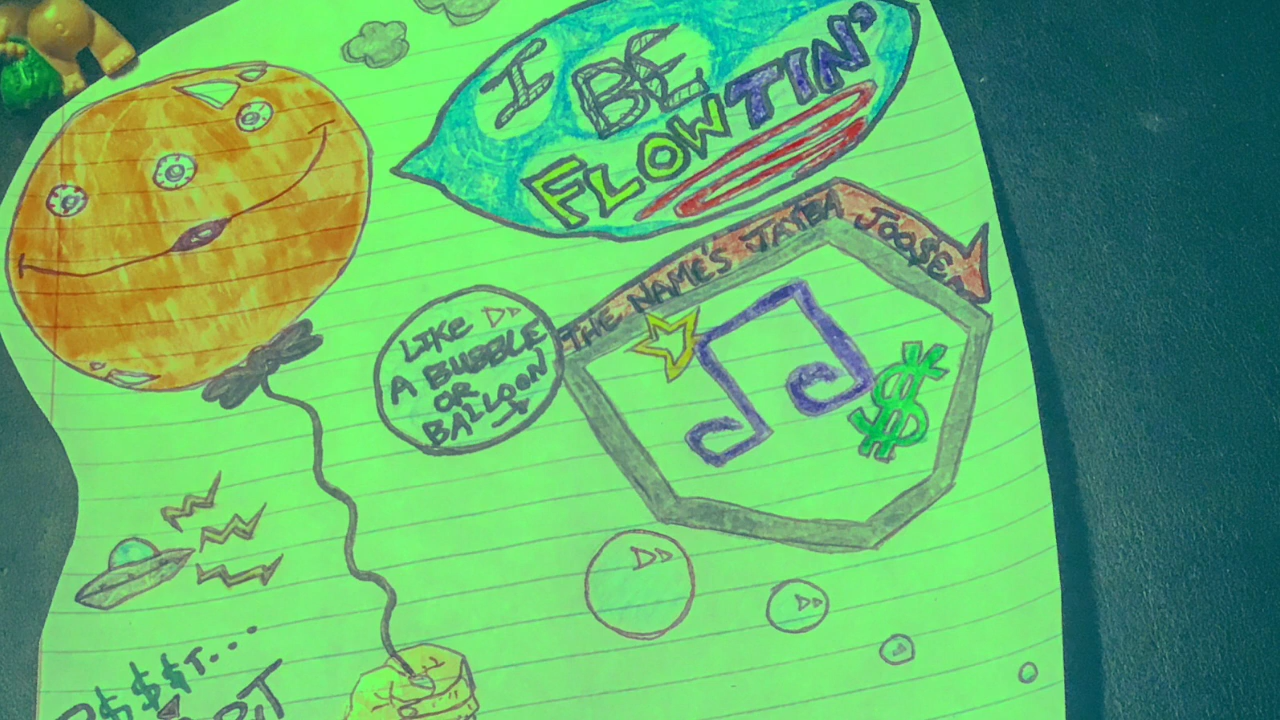 I BE
FLOWTIN'
THE NAME'S JAYBA JOOSE
LIKE
A BUBBLE
OR
BALLOON
P$$$T...